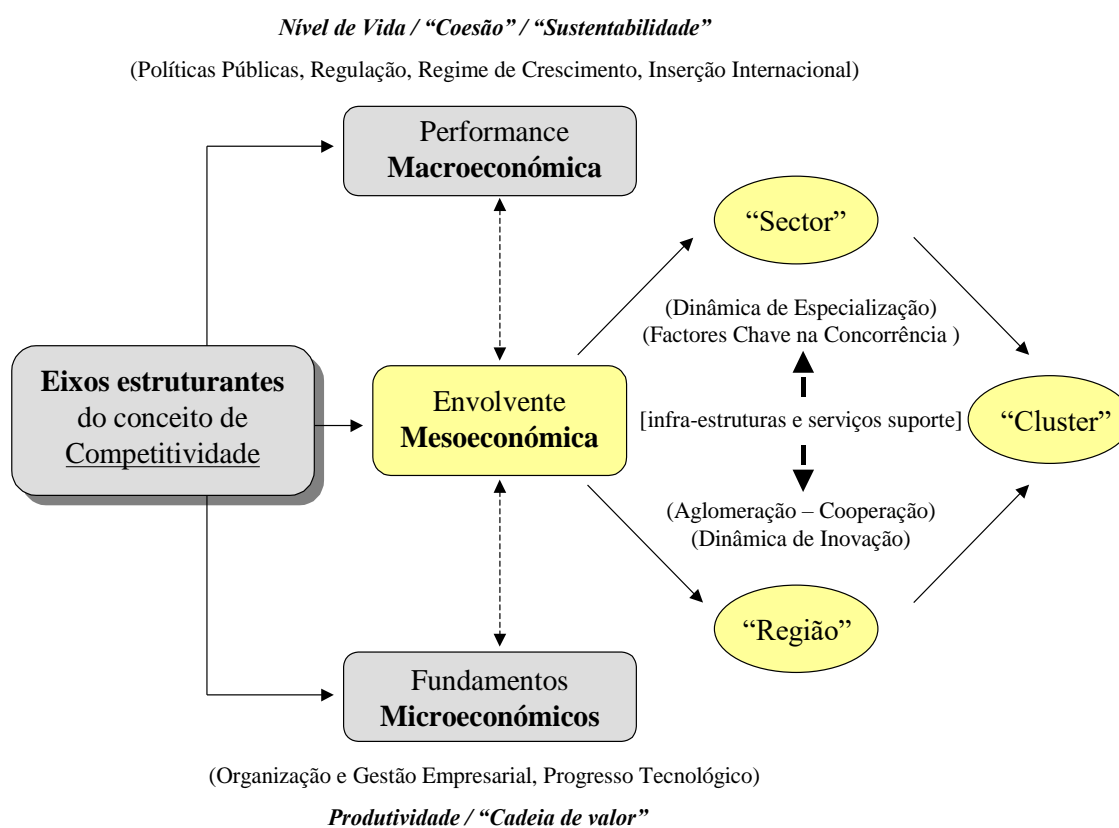 Nível de Vida / “Coesão” / “Sustentabilidade”
(Políticas Públicas, Regulação, Regime de Crescimento, Inserção Internacional)
Performance
Macroeconómica
“Sector”
(Dinâmica de Especialização)
(Factores Chave na Concorrência )
Eixos estruturantes
do conceito de
Competitividade
Envolvente
Mesoeconómica
[infra-estruturas e serviços suporte]
“Cluster”
(Aglomeração – Cooperação)
(Dinâmica de Inovação)
“Região”
Fundamentos
Microeconómicos
(Organização e Gestão Empresarial, Progresso Tecnológico)
Produtividade / “Cadeia de valor”